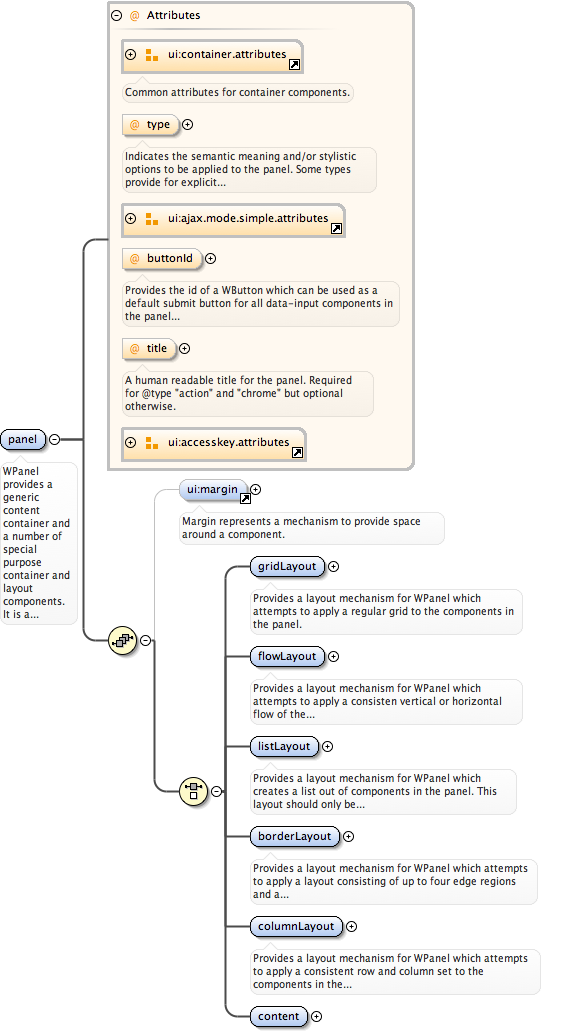 @ Attributes
ui:container.attributes
Common attributes for container components.
@ type
Indicates the semantic meaning and/or stylistic
options to be applied to the panel. Some types
provide for explicit...
ui:ajax.mode.simple.attributes
@ buttonId
Provides the id of a WButton which can be used as a
default submit button for all data-input components in
the panel...
@ title
A human readable title for the panel. Required
for @type "action" and "chrome" but optional
otherwise.
ui:accesskey.attributes
panel
WPanel
provides a
generic
content
container and
a number of
special
purpose
container and
layout
components.
It is a...
ui:margin
Margin represents a mechanism to provide space
around a component.
gridLayout
Provides a layout mechanism for WPanel which
attempts to apply a regular grid to the components in
the panel.
flowLayout
Provides a layout mechanism for WPanel which
attempts to apply a consisten vertical or horizontal
flow of the...
listLayout
Provides a layout mechanism for WPanel which
creates a list out of components in the panel. This
layout should only be...
borderLayout
Provides a layout mechanism for WPanel which attempts
to apply a layout consisting of up to four edge regions
and a...
columnLayout
Provides a layout mechanism for WPanel which attempts
to apply a consistent row and column set to the
components in the...
content